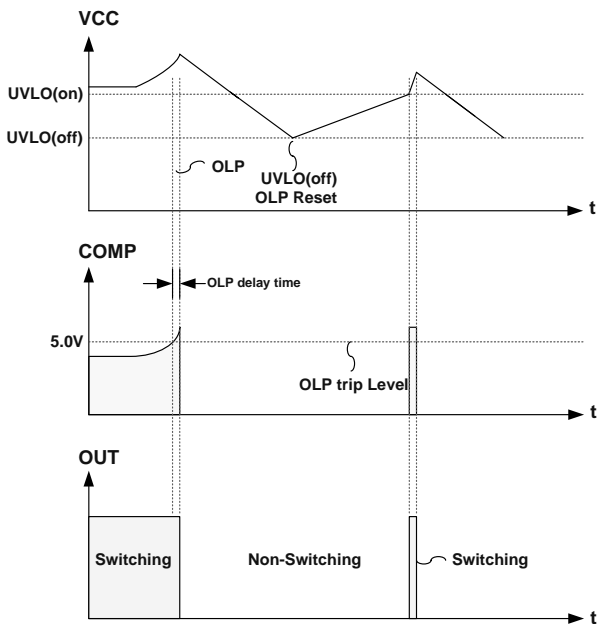 VCC
UVLO(on)
UVLO(off)
OLP
UVLO(off)
OLP Reset
t
COMP
OLP delay time
5.0V
OLP trip Level
t
OUT
Switching
Non-Switching
Switching
t